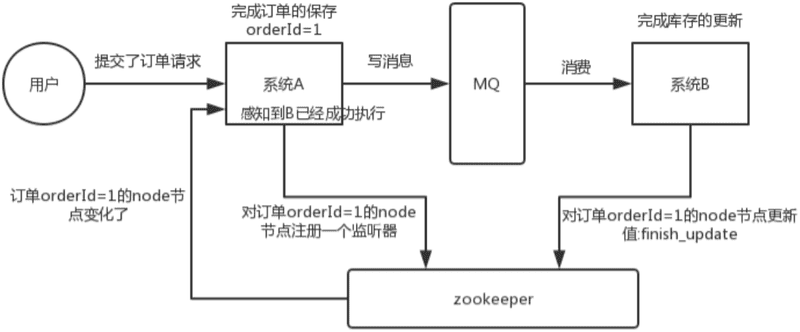 完成订单的保存
orderId=1
完成库存的更新
提交了订单请求
写消息
消费
用户
系统A
MQ
系统B
感知到B已经成功执行
订单orderId=1的node节
点变化了
对订单orderId=1的node
节点注册一个监听器
对订单orderId=1的node节点更新
值:finish_update
zookeeper